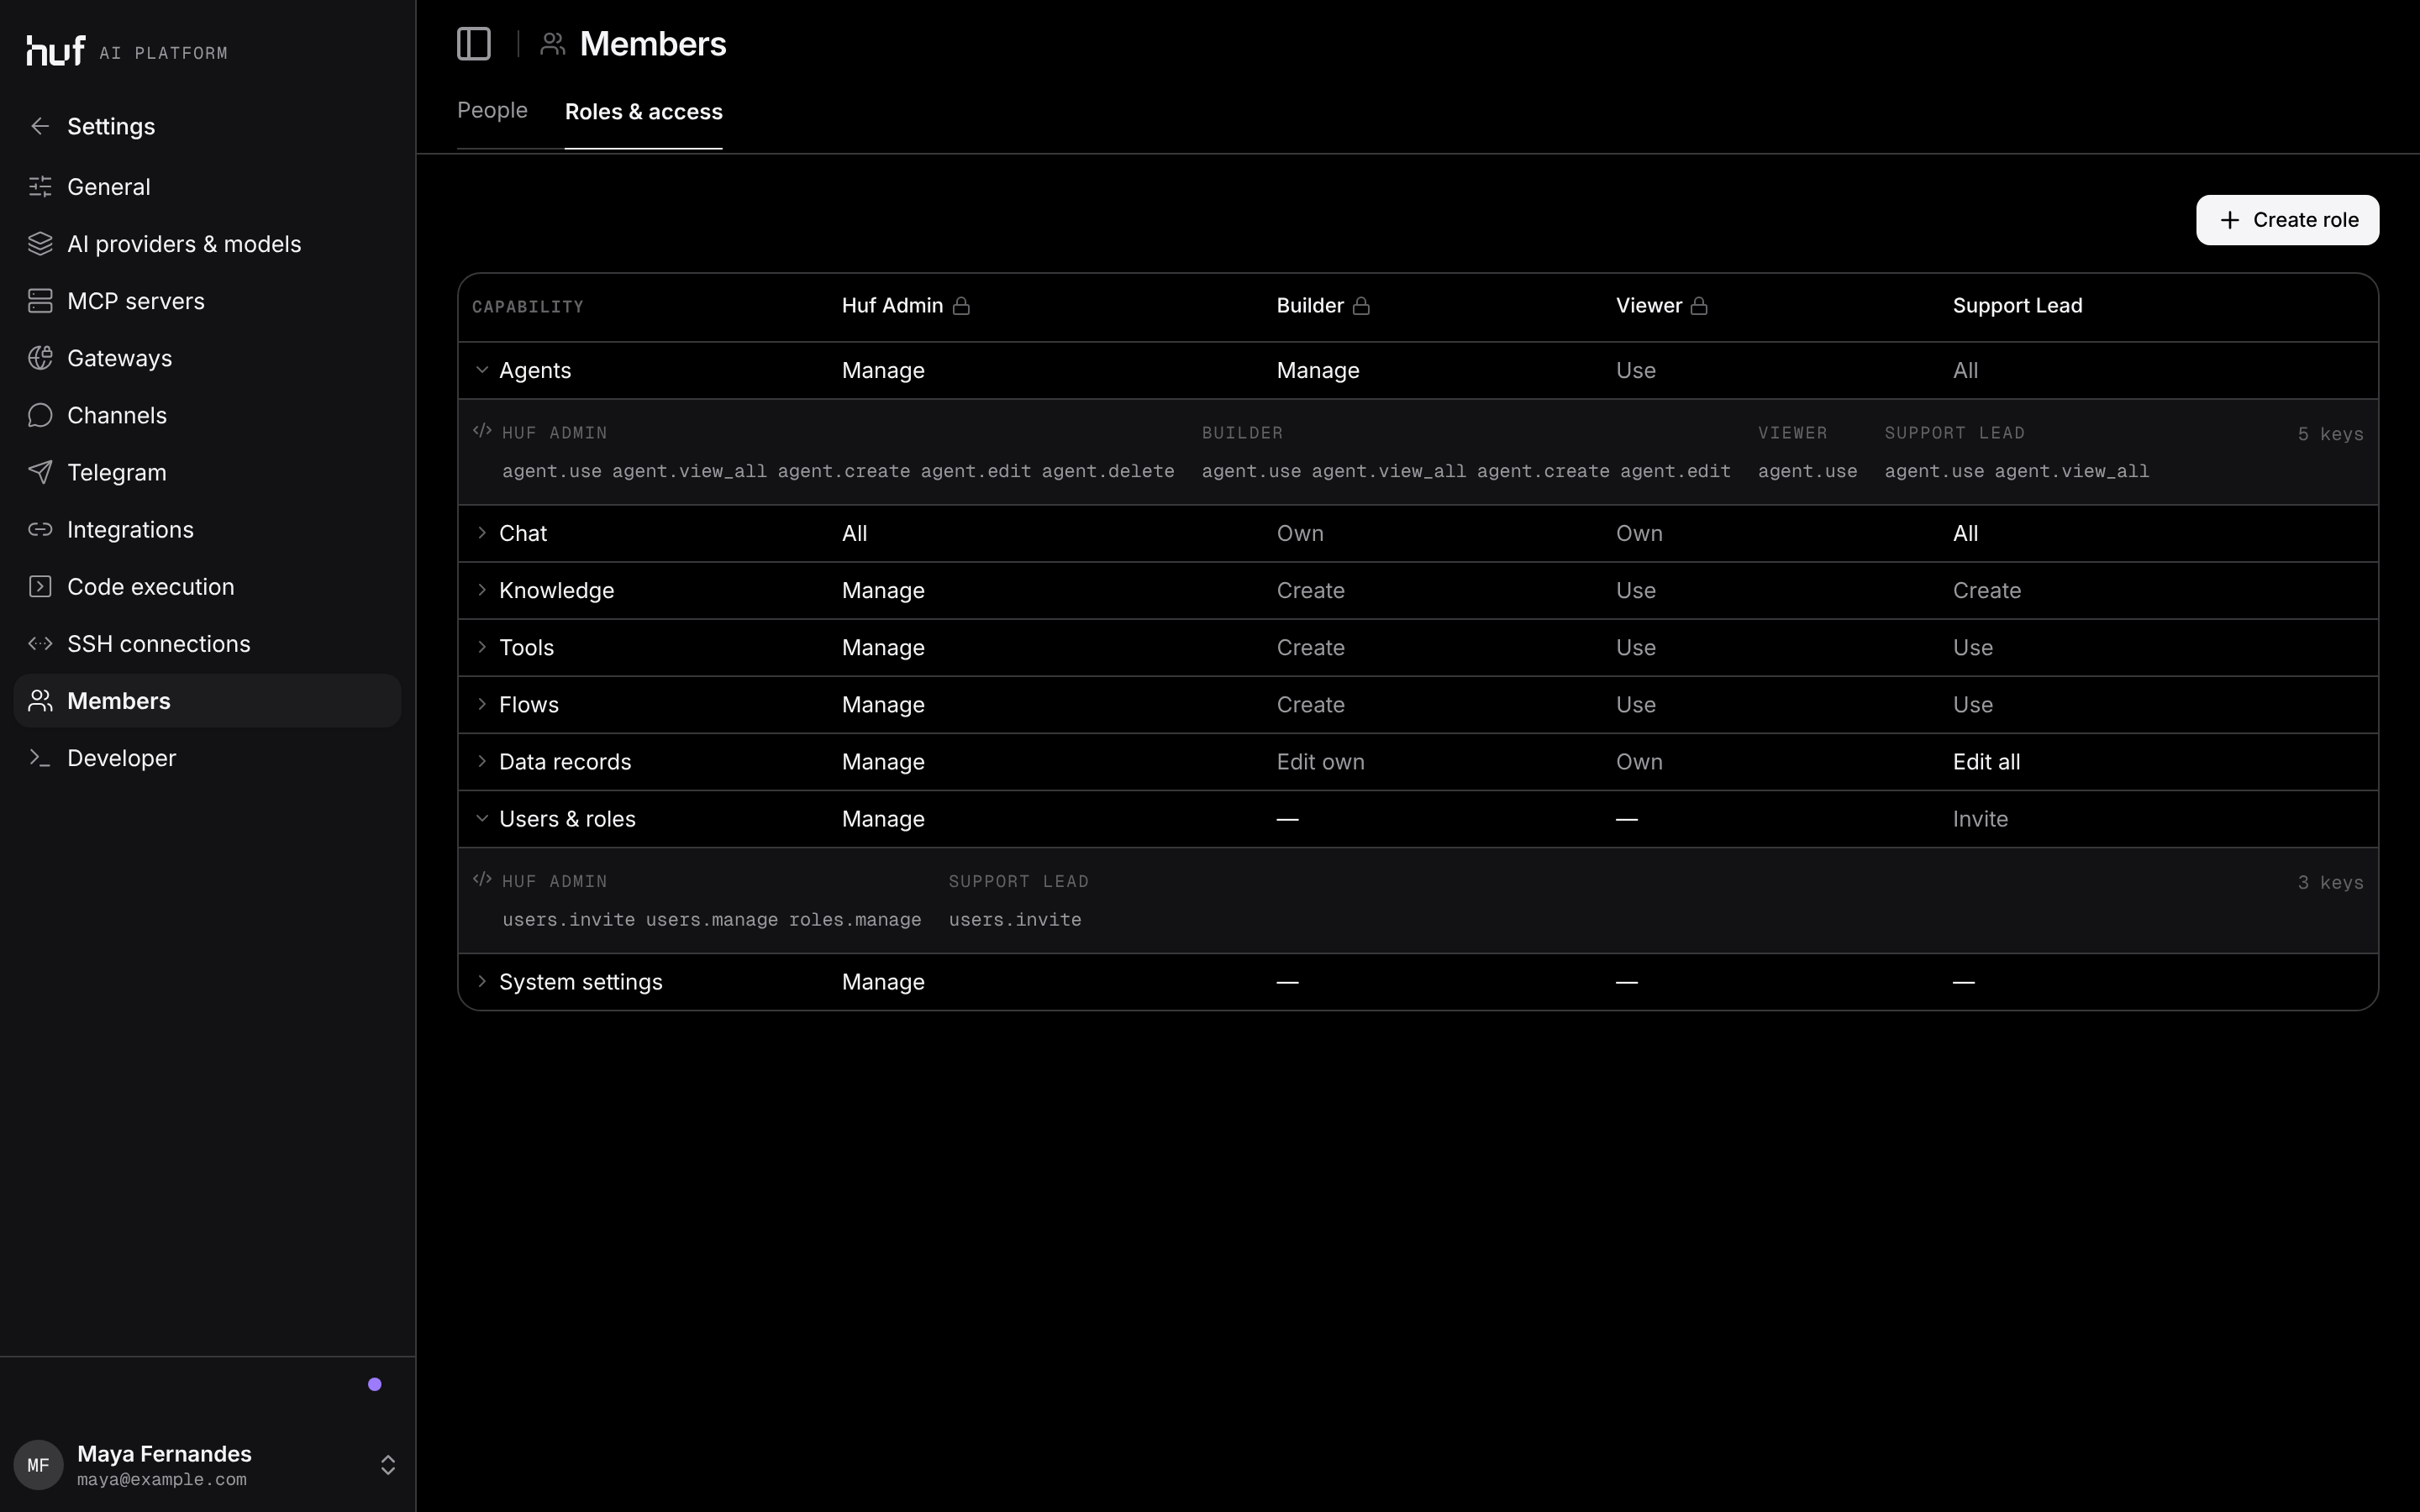 huf AI PLATFORM
Settings
General
AI providers & models
MCP servers
Gateways
Channels
Telegram
Integrations
Code execution
SSH connections
Members
Developer
MF
Maya Fernandes
maya@example.com
Members
People Roles & access
Create role
CAPABILITY Huf Admin Builder Viewer Support Lead
Agents Manage Manage Use All
HUF ADMIN BUILDER VIEWER SUPPORT LEAD 5 keys
agent.use agent.view_all agent.create agent.edit agent.delete agent.use agent.view_all agent.create agent.edit agent.use agent.use agent.view_all
Chat All Own Own All
Knowledge Manage Create Use Create
Tools Manage Create Use Use
Flows Manage Create Use Use
Data records Manage Edit own Own Edit all
Users & roles Manage — — Invite
HUF ADMIN SUPPORT LEAD 3 keys
users.invite users.manage roles.manage users.invite
System settings Manage — — —